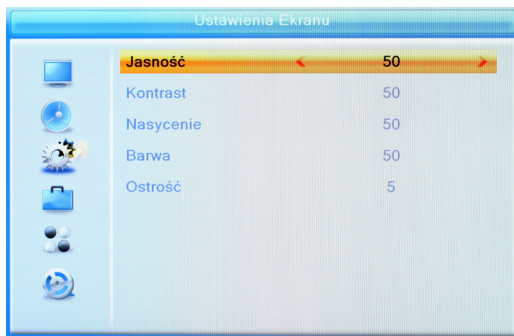 Ustawienia Ekranu
Jasność 50
Kontrast 50
Nasycenie 50
Barwa 50
Ostrość 5